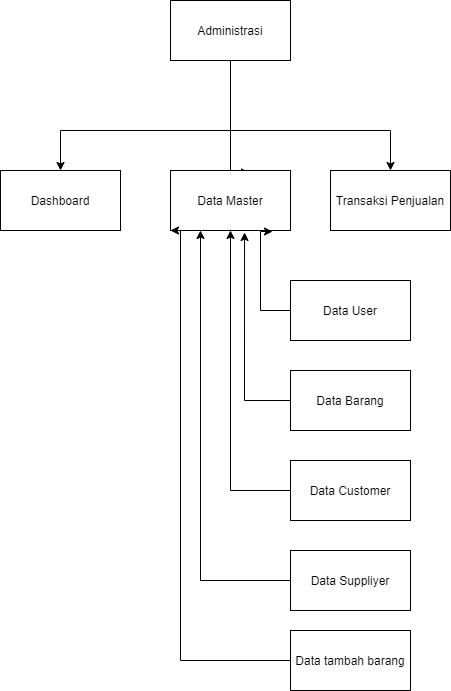 Administrasi
Dashboard
Data Master
Transaksi Penjualan
Data User
Data Barang
Data Customer
Data Suppliyer
Data tambah barang